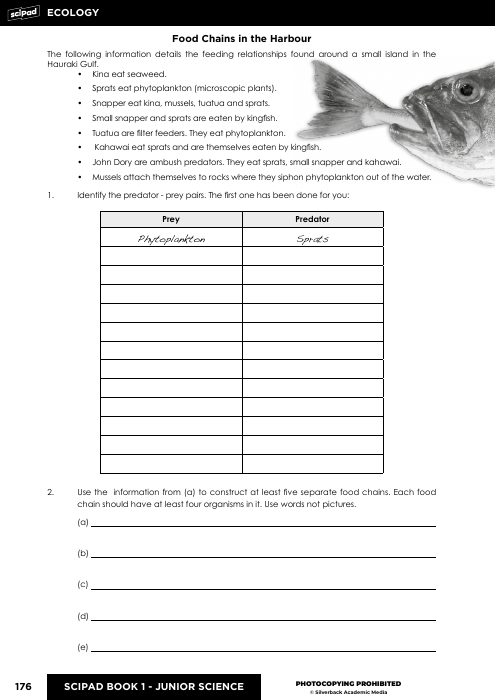 scipad ECOLOGY
Food Chains in the Harbour
The following information details the feeding relationships found around a small island in the
Hauraki Gulf.
• Kina eat seaweed.
• Sprats eat phytoplankton (microscopic plants).
• Snapper eat kina, mussels, tuatua and sprats.
• Small snapper and sprats are eaten by kingfish.
• Tuatua are filter feeders. They eat phytoplankton.
• Kahawai eat sprats and are themselves eaten by kingfish.
• John Dory are ambush predators. They eat sprats, small snapper and kahawai.
• Mussels attach themselves to rocks where they siphon phytoplankton out of the water.
1. Identify the predator - prey pairs. The first one has been done for you:
Prey Predator
Phytoplankton Sprats
2. Use the information from (a) to construct at least five separate food chains. Each food
chain should have at least four organisms in it. Use words not pictures.
(a)
(b)
(c)
(d)
(e)
176 SCIPAD BOOK 1 - JUNIOR SCIENCE PHOTOCOPYING PROHIBITED
© Silverback Academic Media